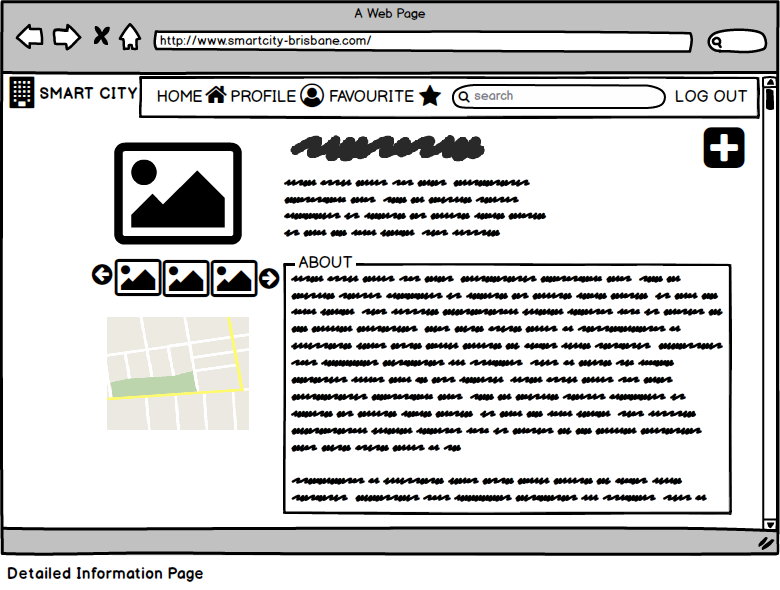 A Web Page
http://www.smartcity-brisbane.com/
SMART CITY HOME PROFILE FAVOURITE search LOG OUT
ABOUT
Detailed Information Page